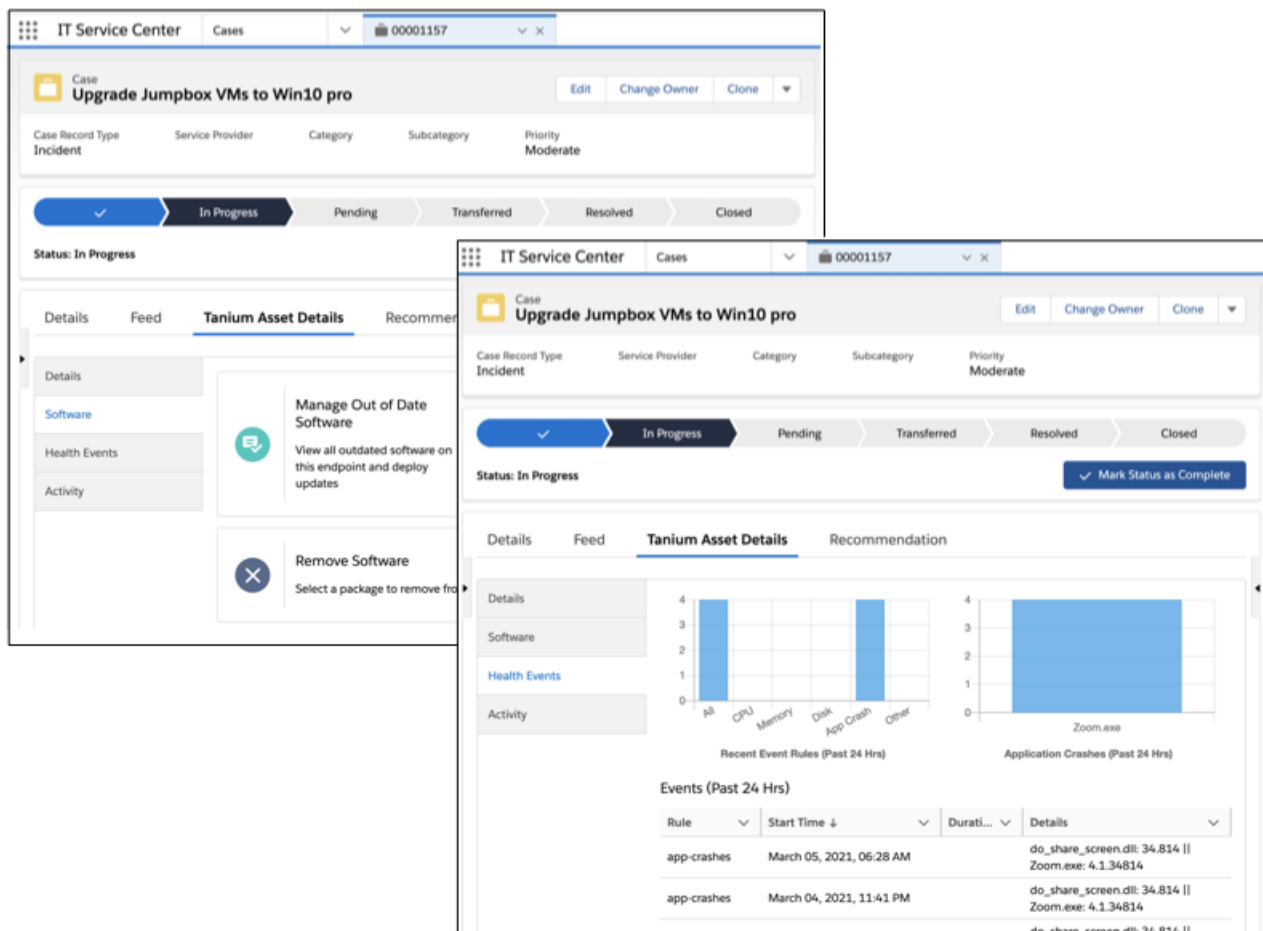 IT Service Center Cases 00001157
Case
Upgrade Jumpbox VMs to Win10 pro
Edit Change Owner Clone
Case Record Type Service Provider Category Subcategory Priority
Incident Moderate
In Progress Pending Transferred Resolved Closed
Status: In Progress
Details Feed Tanium Asset Details Recommer
Details
Software
Health Events
Activity
Manage Out of Date
Software
View all outdated software on
this endpoint and deploy
updates
Remove Software
Select a package to remove fro
IT Service Center Cases 00001157
Case
Upgrade Jumpbox VMs to Win10 pro
Edit Change Owner Clone
Case Record Type Service Provider Category Subcategory Priority
Incident Moderate
In Progress Pending Transferred Resolved Closed
Status: In Progress
Mark Status as Complete
Details Feed Tanium Asset Details Recommendation
Details
Software
Health Events
Activity
4
3
2
1
0
All CPU Memory Disk App Crash Other
Recent Event Rules (Past 24 Hrs)
4
3
2
1
0
Zoom.exe
Application Crashes (Past 24 Hrs)
Events (Past 24 Hrs)
Rule Start Time ↓ Durati... Details
app-crashes March 05, 2021, 06:28 AM do_share_screen.dll: 34.814 ||
Zoom.exe: 4.1.34814
app-crashes March 04, 2021, 11:41 PM do_share_screen.dll: 34.814 ||
Zoom.exe: 4.1.34814
do_share_screen.dll: 34.814 ||